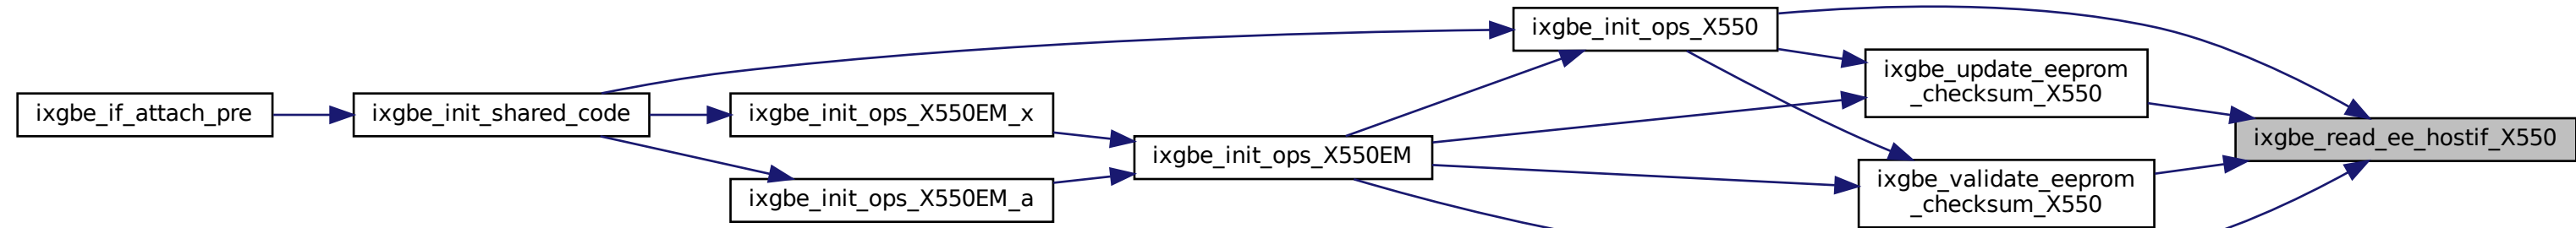 ixgbe_if_attach_pre
ixgbe_init_shared_code
ixgbe_init_ops_X550EM_x
ixgbe_init_ops_X550EM_a
ixgbe_init_ops_X550EM
ixgbe_init_ops_X550
ixgbe_update_eeprom
_checksum_X550
ixgbe_validate_eeprom
_checksum_X550
ixgbe_read_ee_hostif_X550